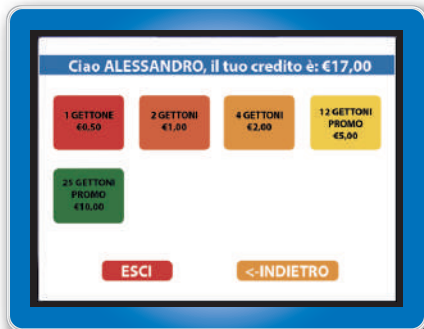 Ciao ALESSANDRO, il tuo credito è: €17,00
1 GETTONE
€0,50
2 GETTONI
€1,00
4 GETTONI
€2,00
12 GETTONI
PROMO
€5,00
25 GETTONI
PROMO
€10,00
ESCI
<-INDIETRO